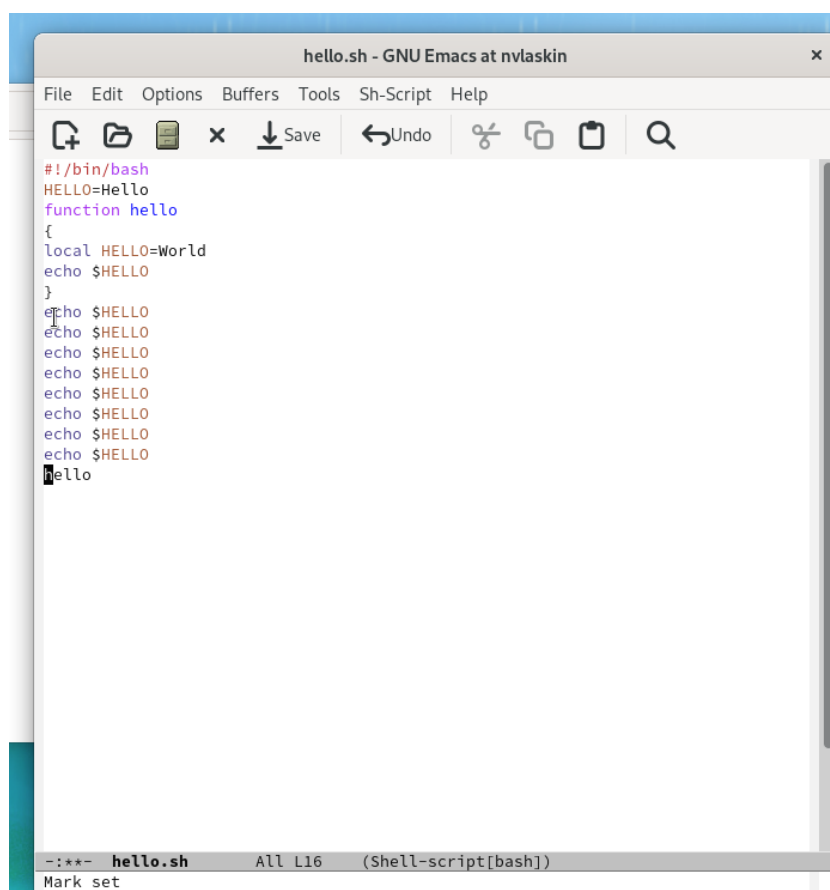 hello.sh - GNU Emacs at nvlaskin
File Edit Options Buffers Tools Sh-Script Help
Save Undo
#!/bin/bash
HELLO=Hello
function hello
{
local HELLO=World
echo $HELLO
}
echo $HELLO
echo $HELLO
echo $HELLO
echo $HELLO
echo $HELLO
echo $HELLO
echo $HELLO
echo $HELLO
hello
-:**- hello.sh All L16 (Shell-script[bash])
Mark set